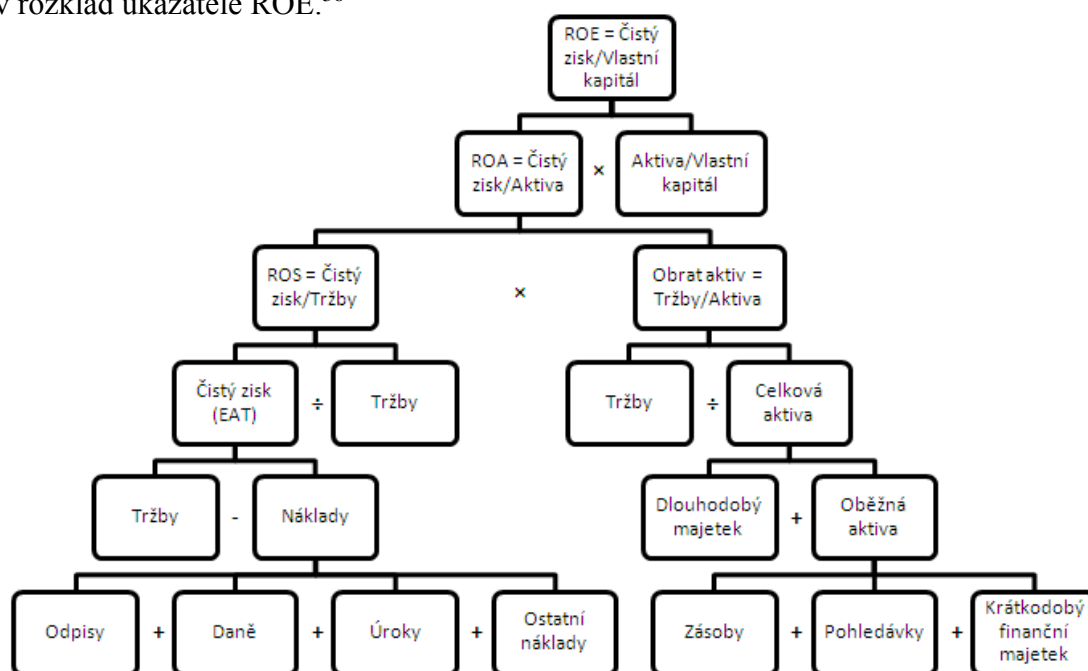 v rozklad ukazatele ROE.
ROE = Čistý
zisk/Vlastní
kapitál
ROA = Čistý
zisk/Aktiva
×
Aktiva/Vlastní
kapitál
ROS = Čistý
zisk/Tržby
×
Obrat aktiv =
Tržby/Aktiva
Čistý zisk
(EAT)
÷
Tržby
Tržby
÷
Celková
aktiva
Tržby
-
Náklady
Dlouhodobý
majetek
+
Oběžná
aktiva
Odpisy
+
Daně
+
Úroky
+
Ostatní
náklady
Zásoby
+
Pohledávky
+
Krátkodobý
finanční
majetek